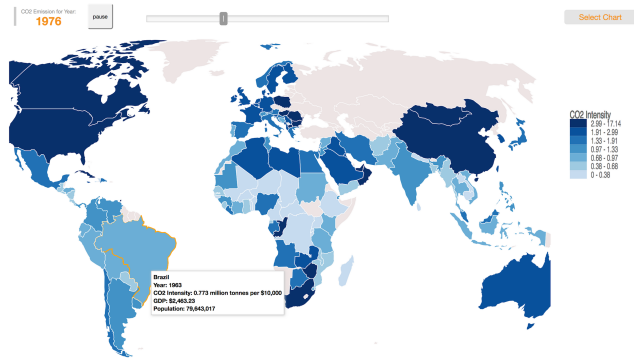 CO2 Emission for Year:
1976
pause
Select Chart
CO2 Intensity
2.99 - 17.14
1.91 - 2.99
1.33 - 1.91
0.97 - 1.33
0.68 - 0.97
0.38 - 0.68
0 - 0.38
Brazil
Year: 1963
CO2 Intensity: 0.773 million tonnes per $10,000
GDP: $2,463.23
Population: 79,643,017